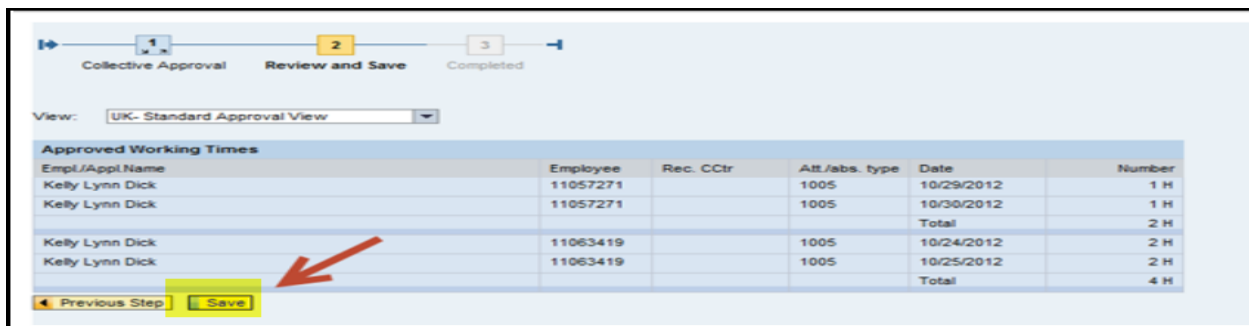 1 2 3
Collective Approval Review and Save Completed
View: UK- Standard Approval View
Approved Working Times
Empl./Appl.Name Employee Rec. CCtr Att./abs. type Date Number
Kelly Lynn Dick 11057271 1005 10/29/2012 1 H
Kelly Lynn Dick 11057271 1005 10/30/2012 1 H
Total 2 H
Kelly Lynn Dick 11063419 1005 10/24/2012 2 H
Kelly Lynn Dick 11063419 1005 10/25/2012 2 H
Total 4 H
Previous Step Save